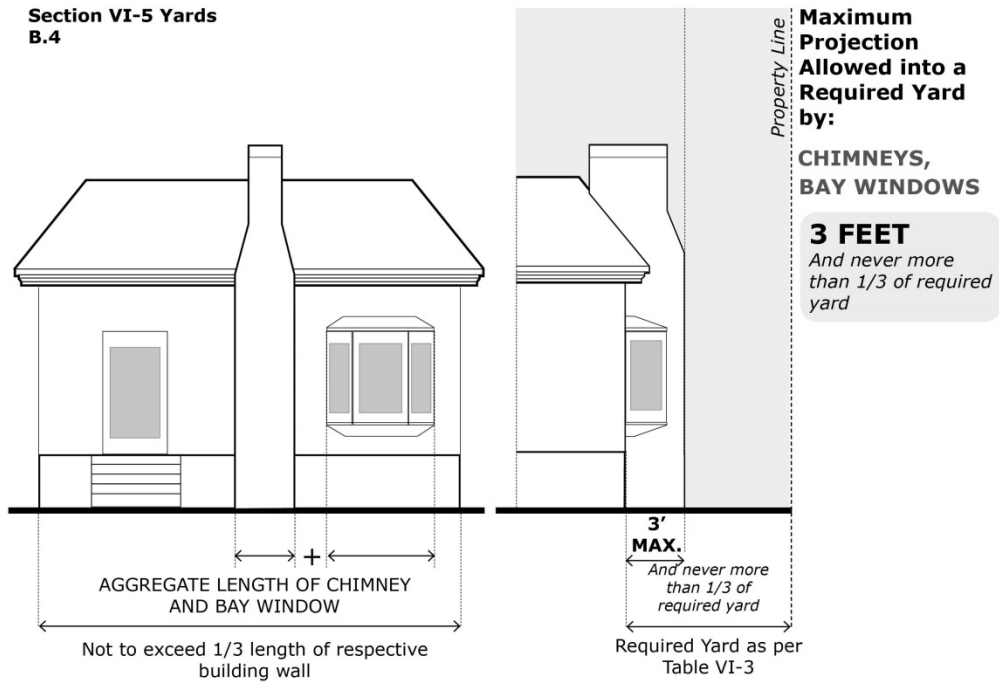 Section VI-5 Yards
B.4
Property Line
Maximum
Projection
Allowed into a
Required Yard
by:
CHIMNEYS,
BAY WINDOWS
3 FEET
And never more
than 1/3 of required
yard
+
AGGREGATE LENGTH OF CHIMNEY
AND BAY WINDOW
Not to exceed 1/3 length of respective
building wall
3’
MAX.
And never more
than 1/3 of
required yard
Required Yard as per
Table VI-3